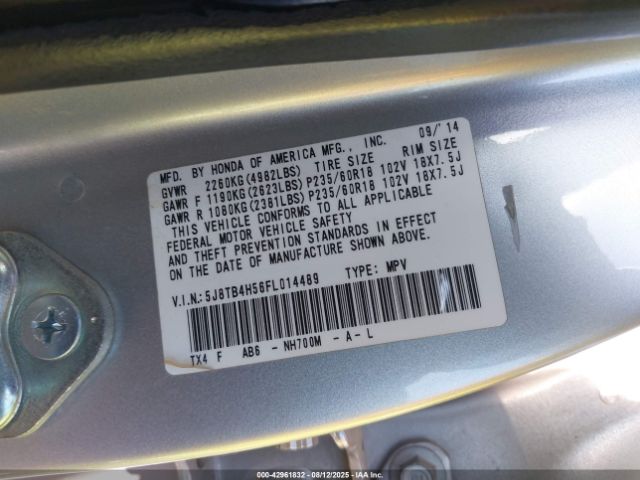 MFD. BY HONDA OF AMERICA MFG., INC. 09/'14
GVWR 2260KG(4982LBS) TIRE SIZE RIM SIZE
GAWR F 1190KG(2623LBS)P235/60R18 102V 18X7.5J
GAWR R 1080KG(2381LBS)P235/60R18 102V 18X7.5J
THIS VEHICLE CONFORMS TO ALL APPLICABLE
FEDERAL MOTOR VEHICLE SAFETY
AND THEFT PREVENTION STANDARDS IN EFFECT
ON THE DATE OF MANUFACTURE SHOWN ABOVE.
V.I.N.:5J8TB4H56FL014489 TYPE: MPV
TX4 F AB6 - NH700M - A-L
000-42961832 - 08/12/2025 - IAA Inc.